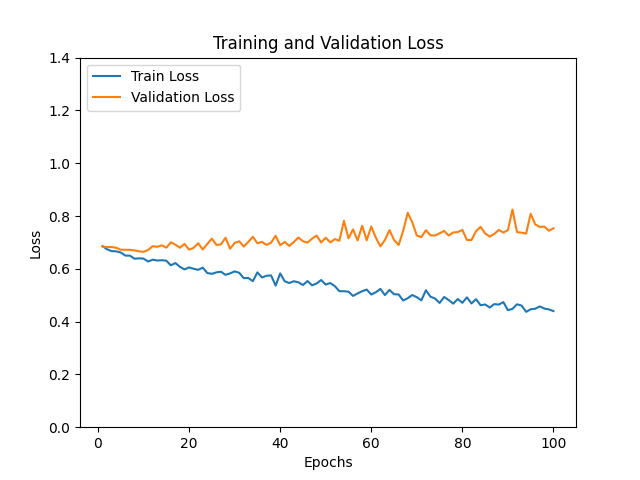 Training and Validation Loss
Train Loss
Validation Loss
1.4
1.2
1.0
0.8
0.6
0.4
0.2
0.0
Loss
0 20 40 60 80 100
Epochs